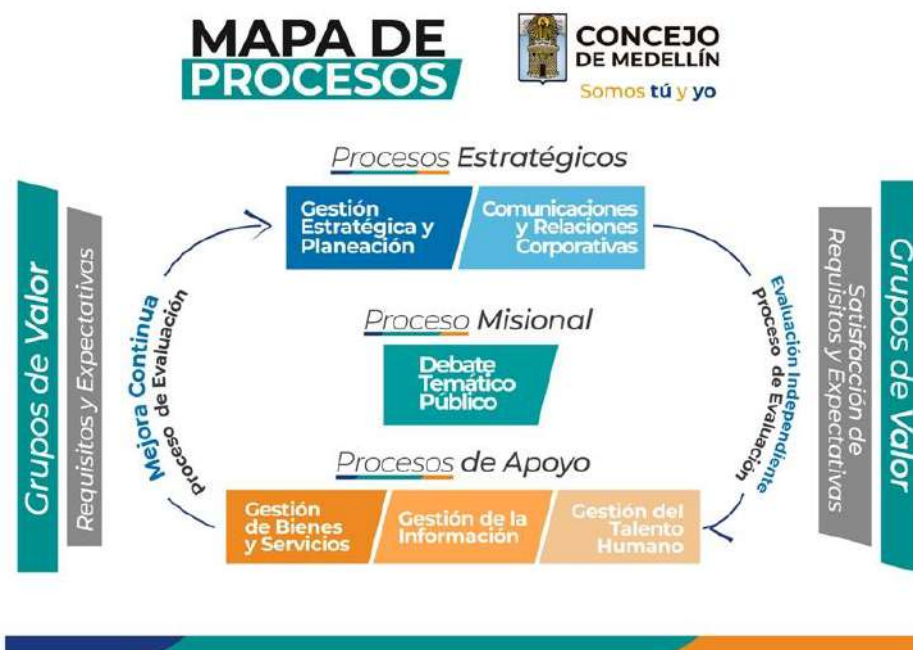 MAPA DE
PROCESOS
CONCEJO
DE MEDELLÍN
Somos tú y yo
Procesos Estratégicos
Gestión
Estratégica y
Planeación
Comunicaciones
y Relaciones
Corporativas
Grupos de Valor
Requisitos y Expectativas
Mejora Continua
Proceso de Evaluación
Proceso Misional
Debate
Temático
Público
Evaluación Independiente
Proceso de Evaluación
Satisfacción de
Requisitos y Expectativas
Grupos de Valor
Procesos de Apoyo
Gestión
de Bienes
y Servicios
Gestión de la
Información
Gestión del
Talento
Humano